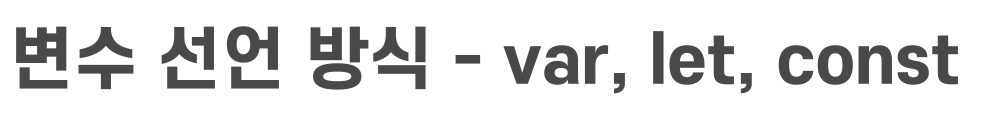 변수 선언 방식 - var, let, const